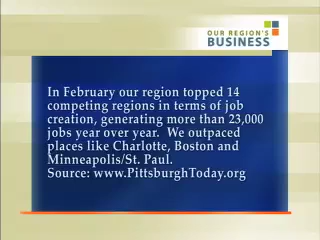 OUR REGION'S
BUSINESS
In February our region topped 14
competing regions in terms of job
creation, generating more than 23,000
jobs year over year.  We outpaced
places like Charlotte, Boston and
Minneapolis/St. Paul.
Source: www.PittsburghToday.org